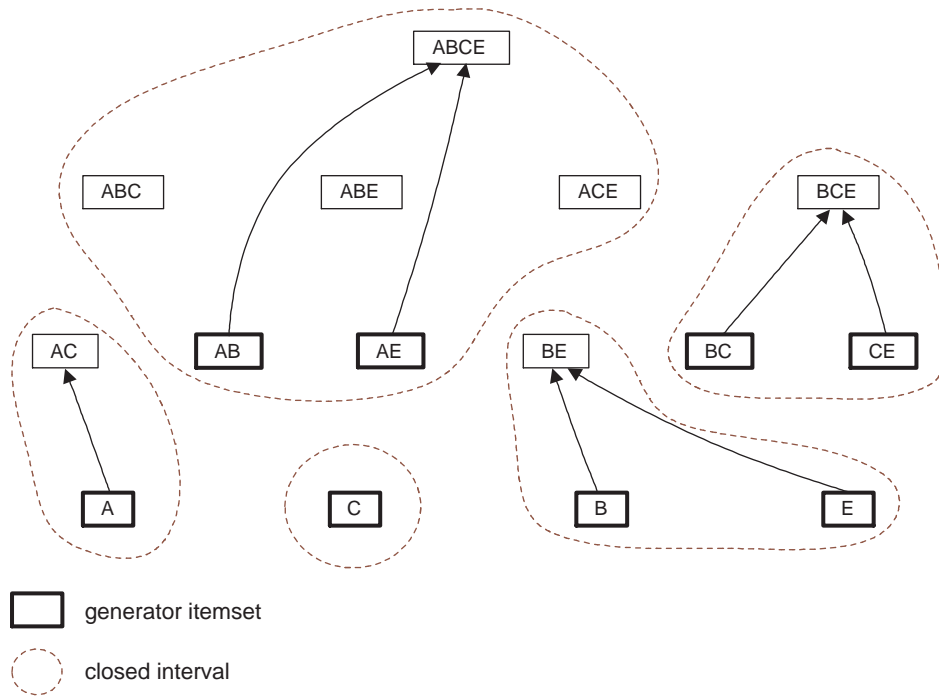 ABCE
ABC
ABE
ACE
BCE
AC
AB
AE
BE
BC
CE
A
C
B
E
generator itemset
closed interval